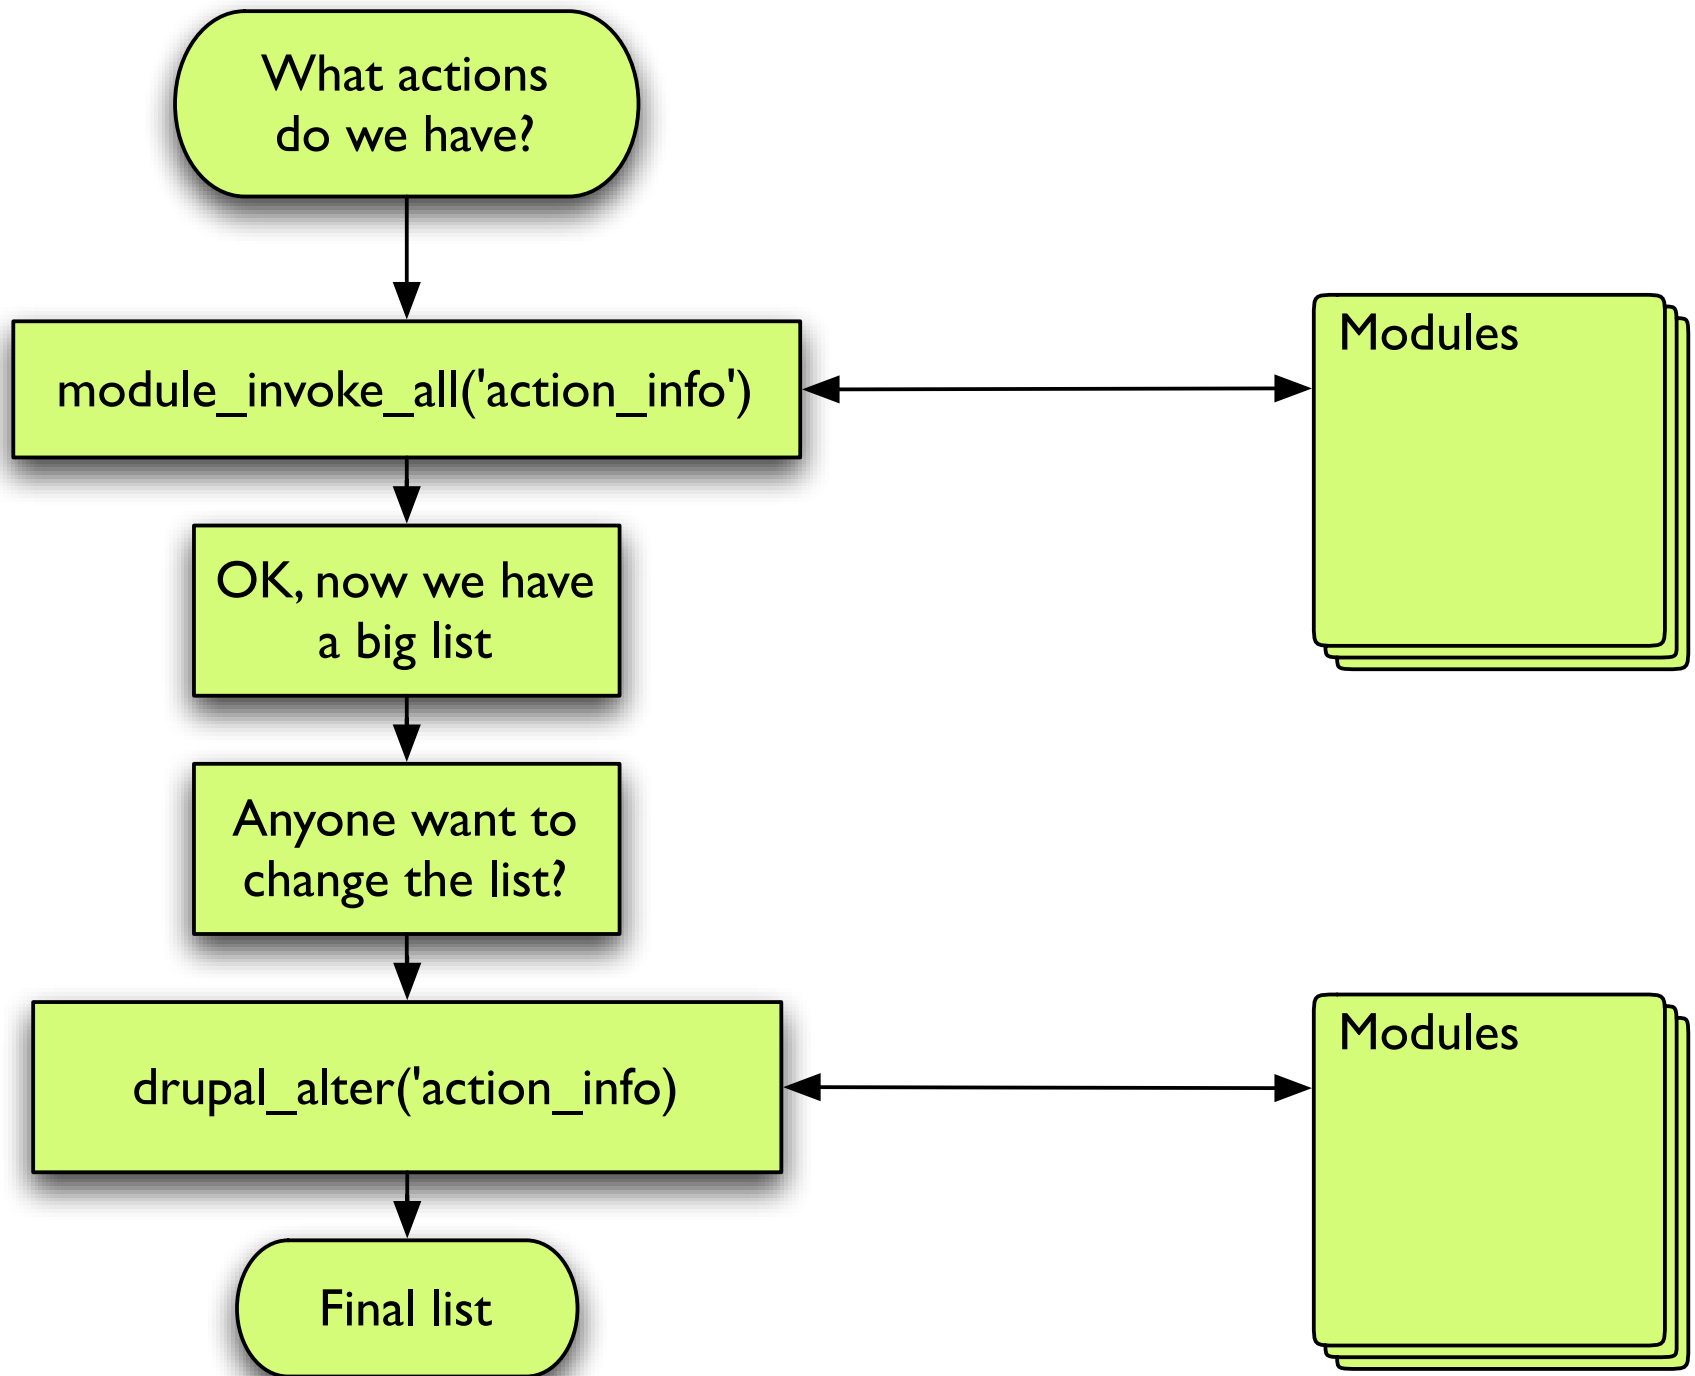 What actions
do we have?
module_invoke_all('action_info')
Modules
OK, now we have
a big list
Anyone want to
change the list?
drupal_alter('action_info)
Modules
Final list